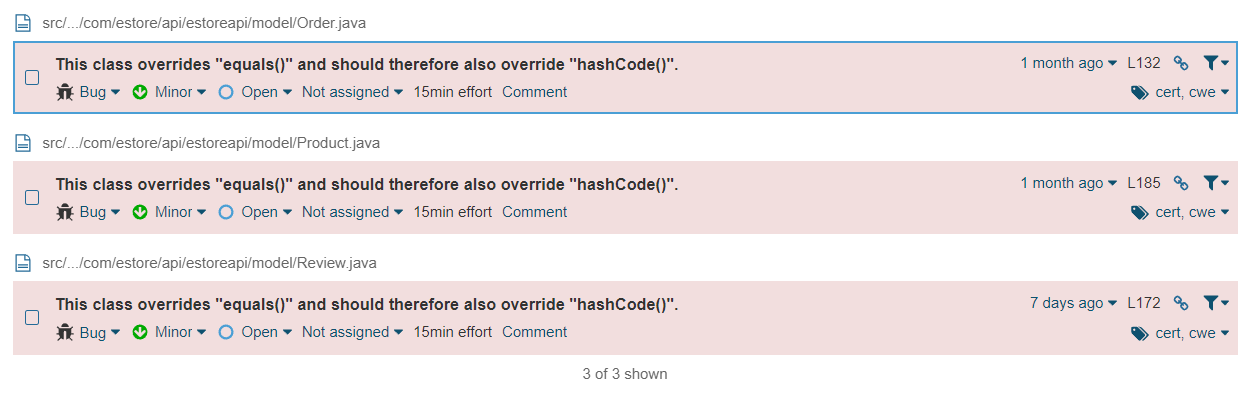 src/.../com/estore/api/estoreapi/model/Order.java
This class overrides "equals()" and should therefore also override "hashCode()". 1 month ago L132
Bug Minor Open Not assigned 15min effort Comment cert, cwe
src/.../com/estore/api/estoreapi/model/Product.java
This class overrides "equals()" and should therefore also override "hashCode()". 1 month ago L185
Bug Minor Open Not assigned 15min effort Comment cert, cwe
src/.../com/estore/api/estoreapi/model/Review.java
This class overrides "equals()" and should therefore also override "hashCode()". 7 days ago L172
Bug Minor Open Not assigned 15min effort Comment cert, cwe
3 of 3 shown